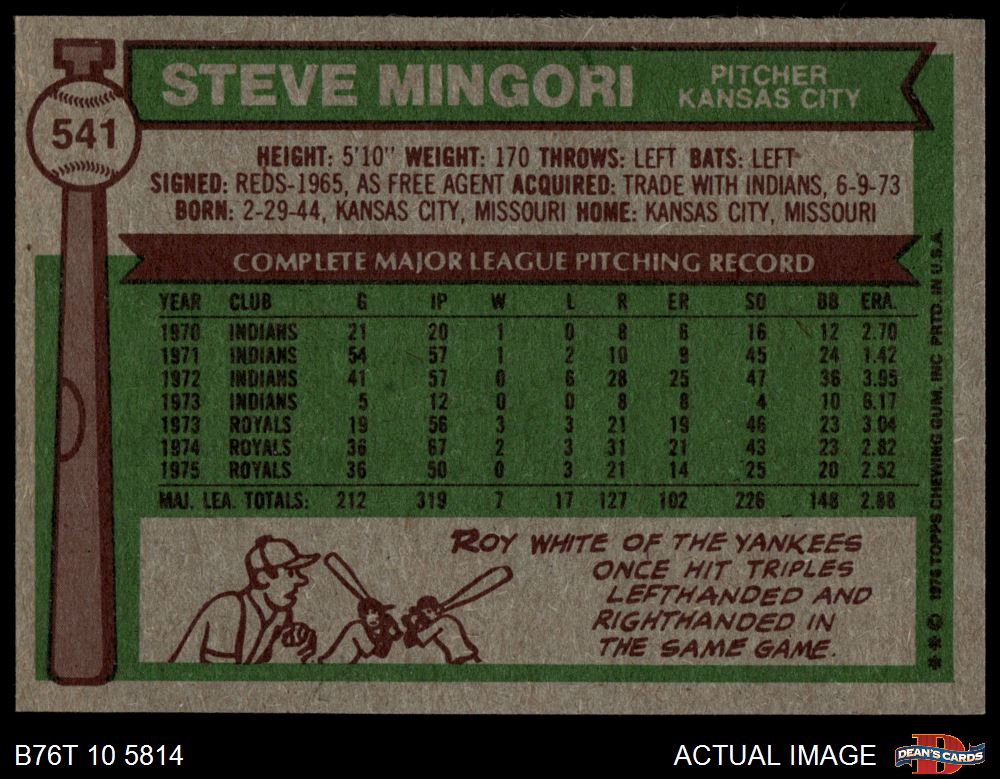 T
541
STEVE MINGORI
PITCHER
KANSAS CITY
HEIGHT: 5'10" WEIGHT: 170 THROWS: LEFT BATS: LEFT
SIGNED: REDS-1965, AS FREE AGENT ACQUIRED: TRADE WITH INDIANS, 6-9-73
BORN: 2-29-44, KANSAS CITY, MISSOURI HOME: KANSAS CITY, MISSOURI
COMPLETE MAJOR LEAGUE PITCHING RECORD
YEAR CLUB G IP W L R ER SO BB ERA.
1970 INDIANS 21 20 1 0 8 6 16 12 2.70
1971 INDIANS 54 57 1 2 10 9 45 24 1.42
1972 INDIANS 41 57 0 6 28 25 47 36 3.95
1973 INDIANS 5 12 0 0 8 8 4 10 6.17
1973 ROYALS 19 56 3 3 21 19 46 23 3.04
1974 ROYALS 36 67 2 3 31 21 43 23 2.82
1975 ROYALS 36 50 0 3 21 14 25 20 2.52
MAJ. LEA. TOTALS: 212 319 7 17 127 102 226 148 2.88
ROY WHITE OF THE YANKEES
ONCE HIT TRIPLES
LEFTHANDED AND
RIGHTHANDED IN
THE SAME GAME.
** © 1976 TOPPS CHEWING GUM, INC. PRTD. IN U.S.A.
B76T 10 5814
ACTUAL IMAGE
D
DEAN'S CARDS